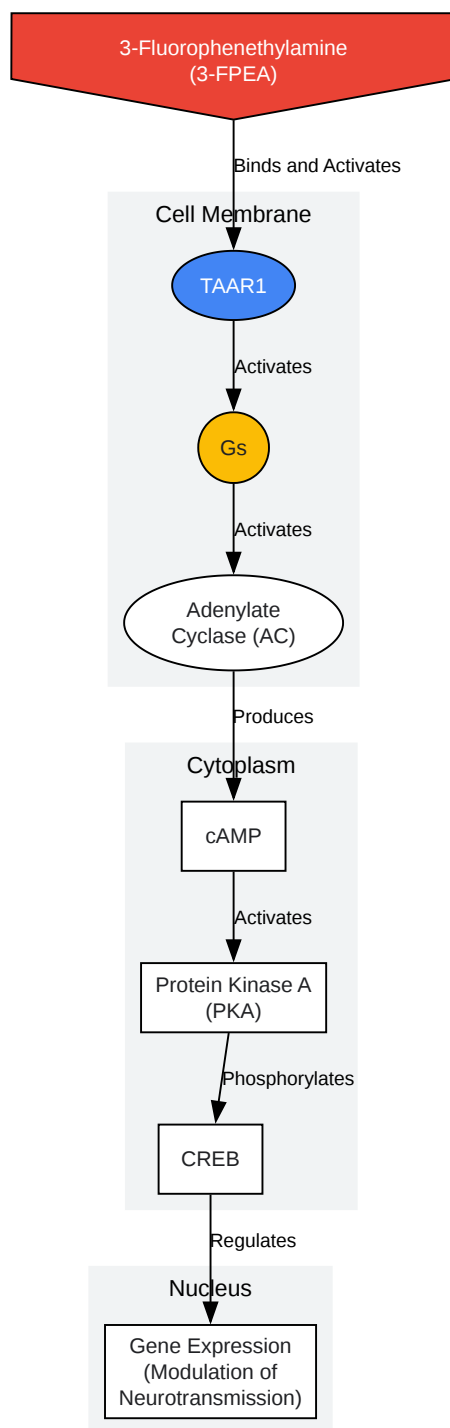 3-Fluorophenethylamine
(3-FPEA)
Binds and Activates
Cell Membrane
TAAR1
Activates
Gs
Activates
Adenylate
Cyclase (AC)
Produces
Cytoplasm
cAMP
Activates
Protein Kinase A
(PKA)
Phosphorylates
CREB
Regulates
Nucleus
Gene Expression
(Modulation of
Neurotransmission)